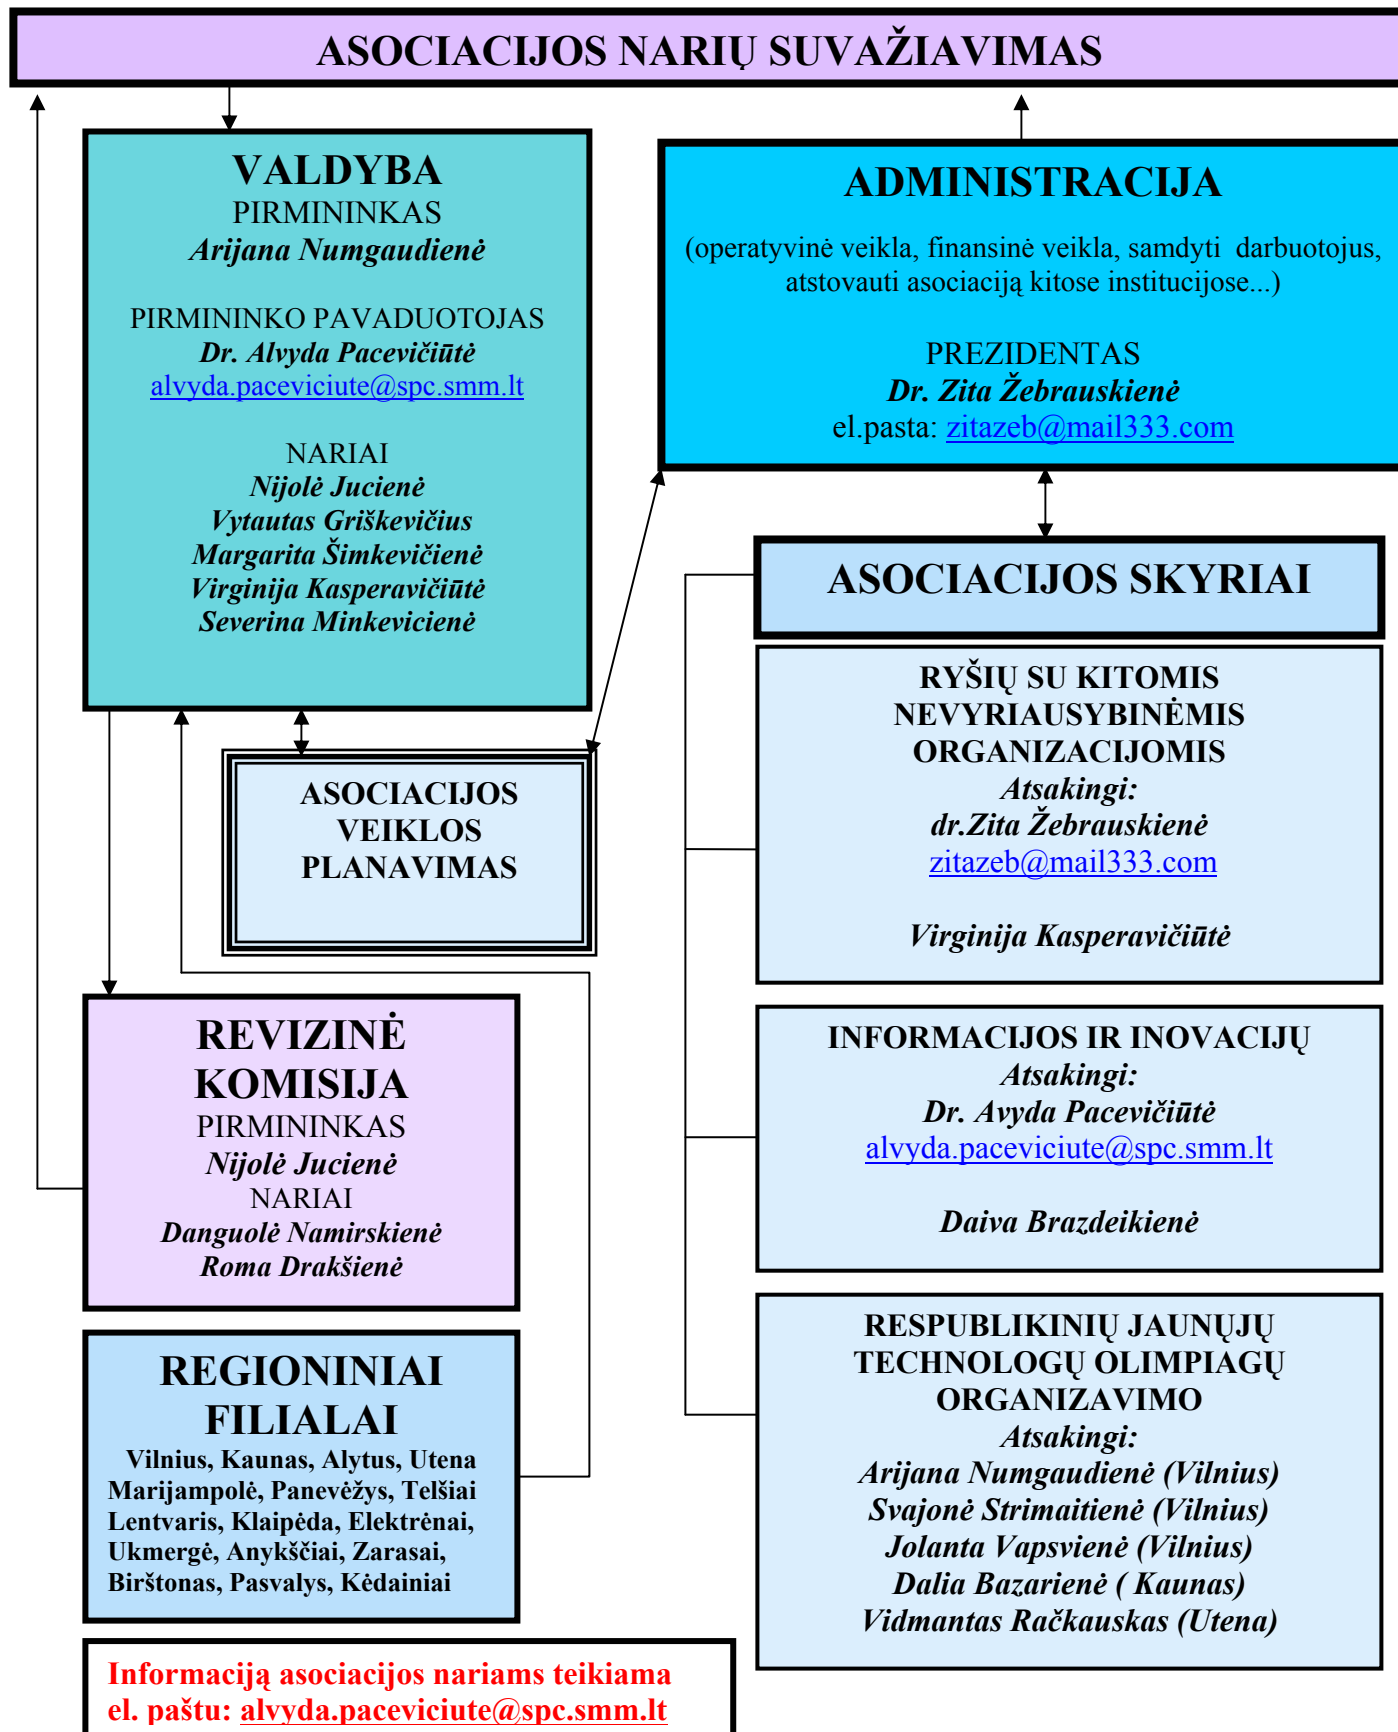 ASOCIACIJOS NARIŲ SUVAŽIAVIMAS
VALDYBA
PIRMININKAS
Arijana Numgaudienė
PIRMININKO PAVADUOTOJAS
Dr. Alvyda Pacevičiūtė
alvyda.paceviciute@spc.smm.lt
NARIAI
Nijolė Jucienė
Vytautas Griškevičius
Margarita Šimkevičienė
Virginija Kasperavičiūtė
Severina Minkevicienė
ADMINISTRACIJA
(operatyvinė veikla, finansinė veikla, samdyti darbuotojus,
atstovauti asociaciją kitose institucijose...)
PREZIDENTAS
Dr. Zita Žebrauskienė
el.pasta: zitazeb@mail333.com
ASOCIACIJOS
VEIKLOS
PLANAVIMAS
ASOCIACIJOS SKYRIAI
RYŠIŲ SU KITOMIS
NEVYRIAUSYBINĖMIS
ORGANIZACIJOMIS
Atsakingi:
dr.Zita Žebrauskienė
zitazeb@mail333.com
Virginija Kasperavičiūtė
INFORMACIJOS IR INOVACIJŲ
Atsakingi:
Dr. Avyda Pacevičiūtė
alvyda.paceviciute@spc.smm.lt
Daiva Brazdeikienė
RESPUBLIKINIŲ JAUNŲJŲ
TECHNOLOGŲ OLIMPIAGŲ
ORGANIZAVIMO
Atsakingi:
Arijana Numgaudienė (Vilnius)
Svajonė Strimaitienė (Vilnius)
Jolanta Vapsvienė (Vilnius)
Dalia Bazarienė ( Kaunas)
Vidmantas Račkauskas (Utena)
REVIZINĖ
KOMISIJA
PIRMININKAS
Nijolė Jucienė
NARIAI
Danguolė Namirskienė
Roma Drakšienė
REGIONINIAI
FILIALAI
Vilnius, Kaunas, Alytus, Utena
Marijampolė, Panevėžys, Telšiai
Lentvaris, Klaipėda, Elektrėnai,
Ukmergė, Anykščiai, Zarasai,
Birštonas, Pasvalys, Kėdainiai
Informaciją asociacijos nariams teikiama
el. paštu: alvyda.paceviciute@spc.smm.lt